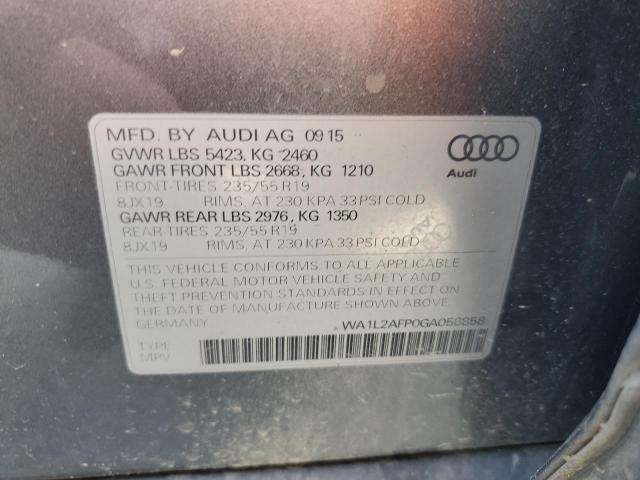 MFD. BY AUDI AG 09 15
GVWR LBS 5423, KG 2460
GAWR FRONT LBS 2668, KG 1210
FRONT-TIRES 235/55 R19
8JX19 RIMS, AT 230 KPA 33 PSI COLD
GAWR REAR LBS 2976, KG 1350
REAR-TIRES 235/55 R19
8JX19 RIMS, AT 230 KPA 33 PSI COLD
Audi
THIS VEHICLE CONFORMS TO ALL APPLICABLE
U.S. FEDERAL MOTOR VEHICLE SAFETY AND
THEFT PREVENTION STANDARDS IN EFFECT ON
THE DATE OF MANUFACTURE SHOWN ABOVE.
GERMANY
WA1L2AFP0GA058858
TYPE
MPV